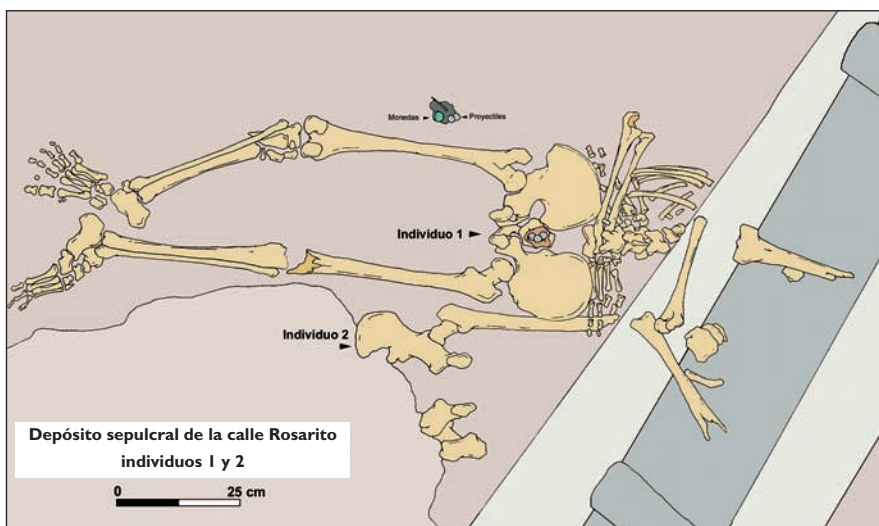 Monedas
Proyectiles
Individuo 1
Individuo 2
Depósito sepulcral de la calle Rosarito
individuos 1 y 2
0 25 cm